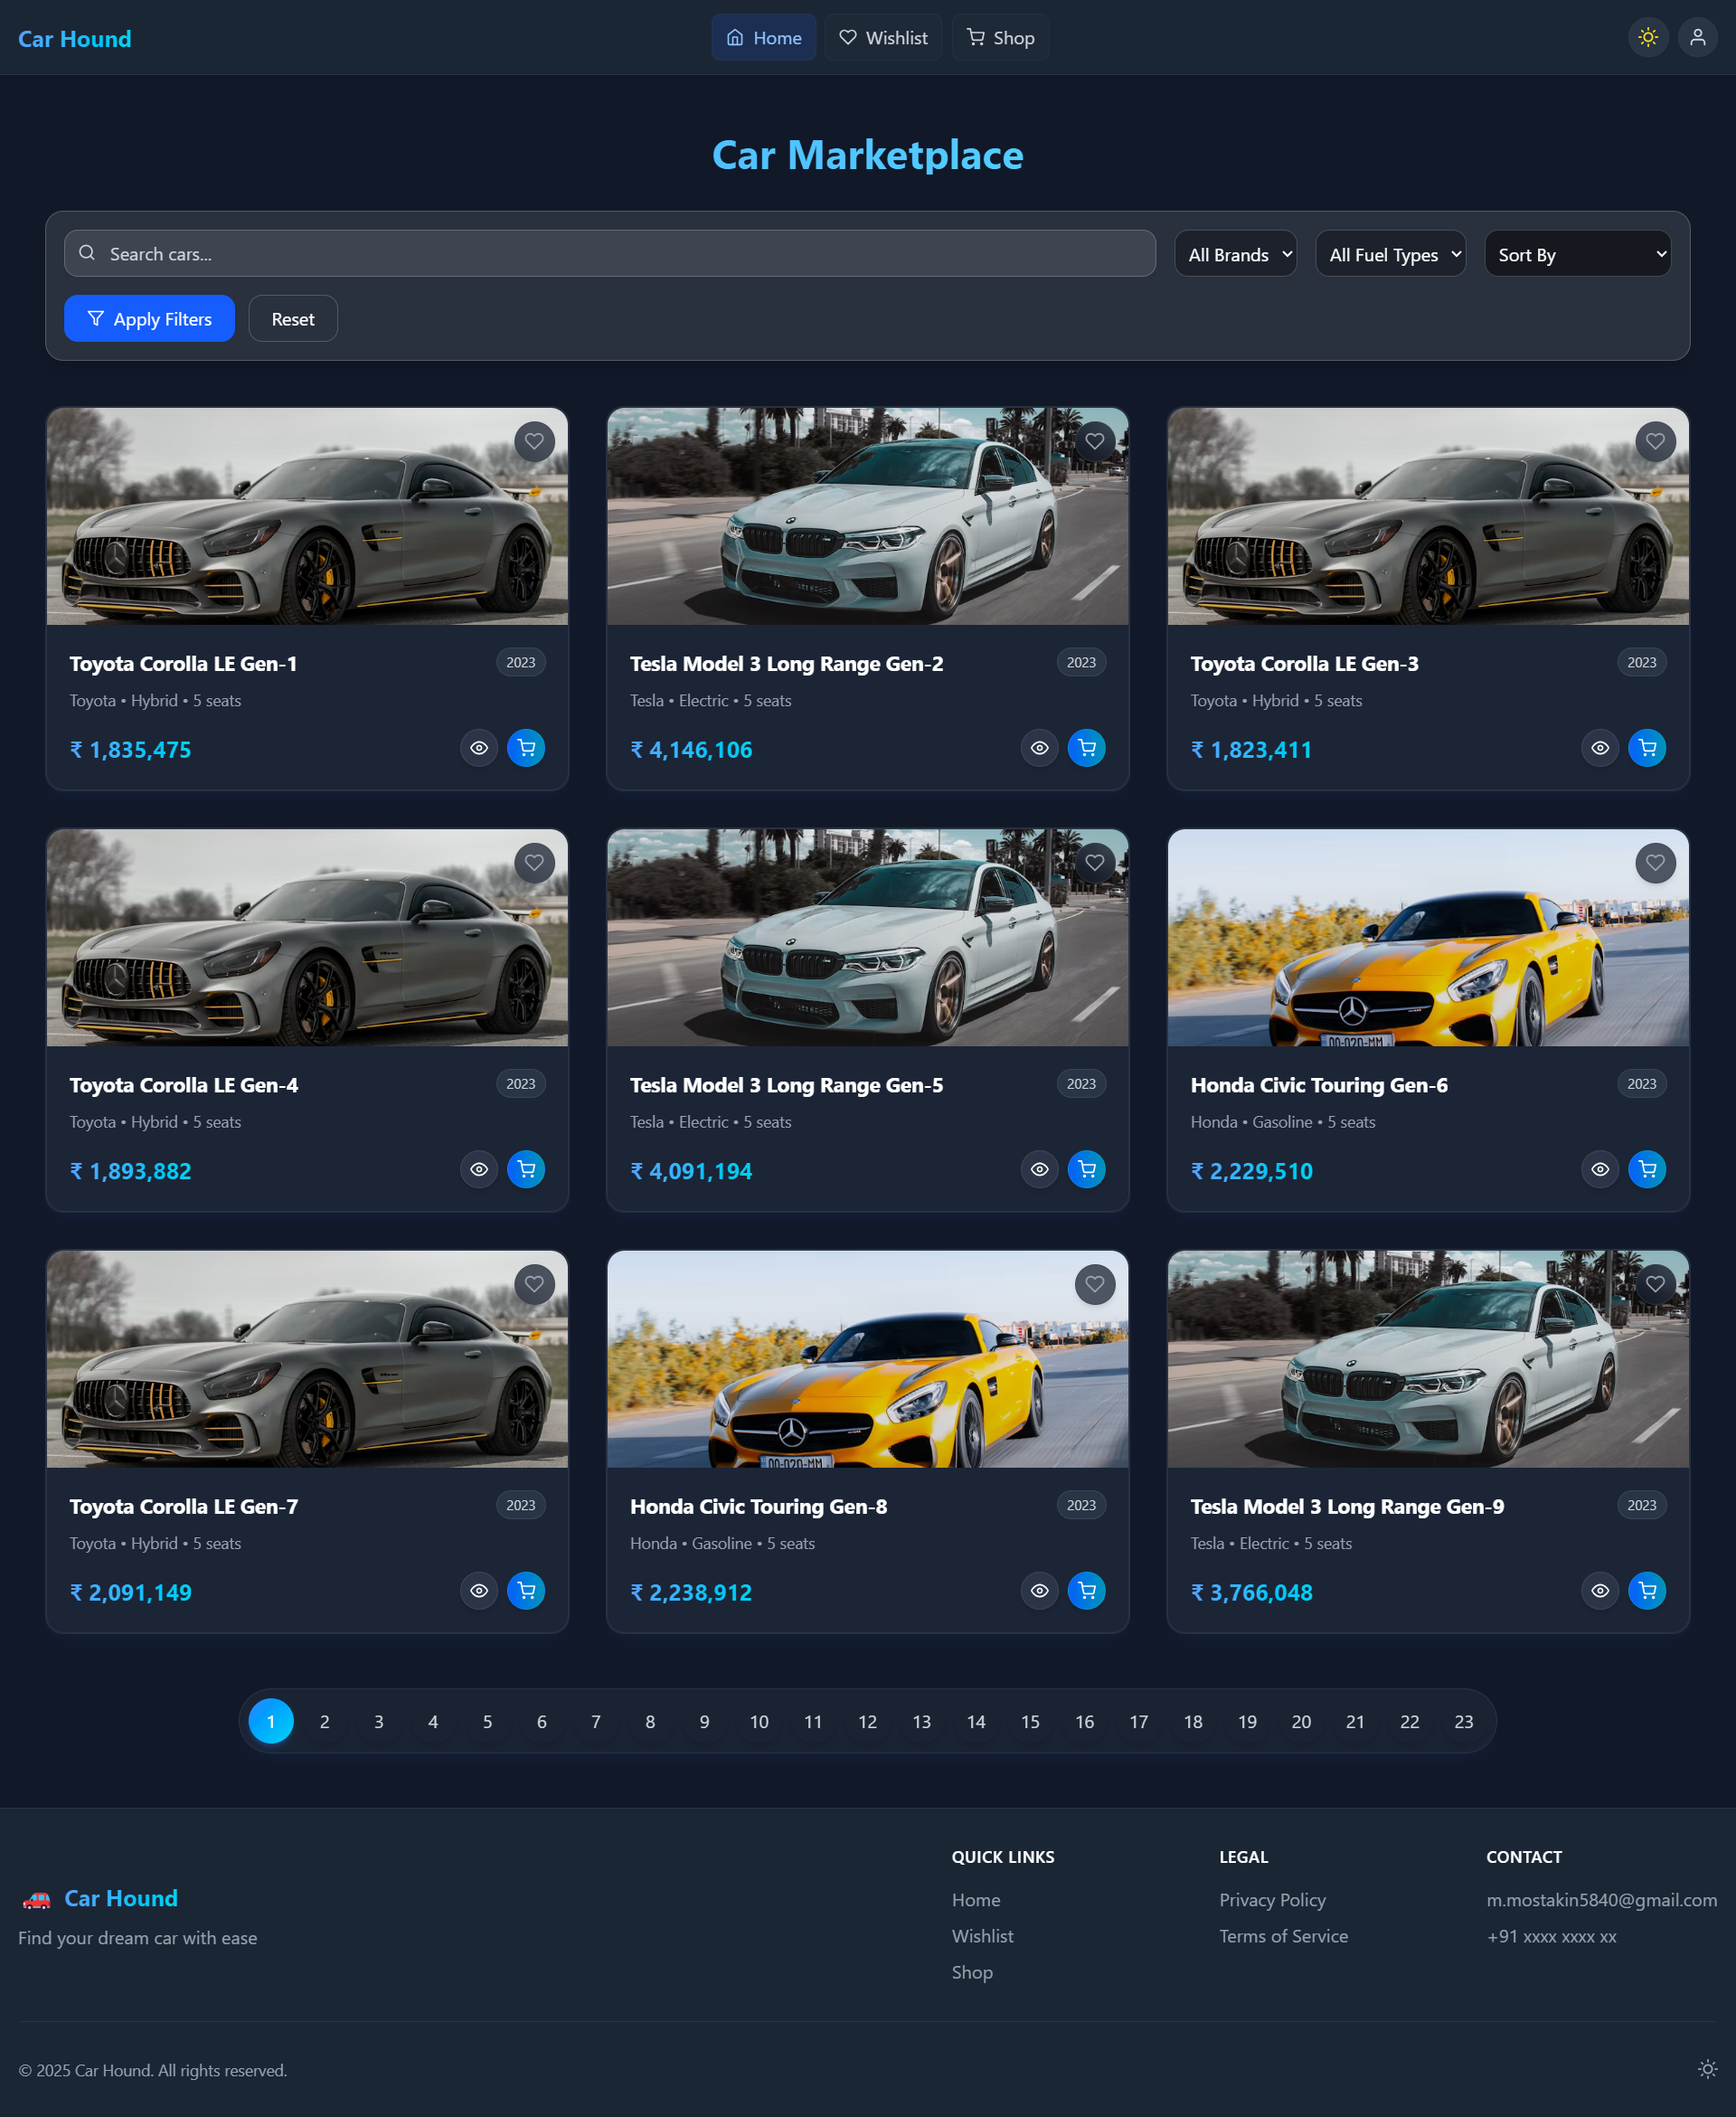 Car Hound
Home
Wishlist
Shop
Car Marketplace
Search cars...
All Brands
All Fuel Types
Sort By
Apply Filters
Reset
Toyota Corolla LE Gen-1
2023
Toyota • Hybrid • 5 seats
₹ 1,835,475
Tesla Model 3 Long Range Gen-2
2023
Tesla • Electric • 5 seats
₹ 4,146,106
Toyota Corolla LE Gen-3
2023
Toyota • Hybrid • 5 seats
₹ 1,823,411
Toyota Corolla LE Gen-4
2023
Toyota • Hybrid • 5 seats
₹ 1,893,882
Tesla Model 3 Long Range Gen-5
2023
Tesla • Electric • 5 seats
₹ 4,091,194
00-020-MM
Honda Civic Touring Gen-6
2023
Honda • Gasoline • 5 seats
₹ 2,229,510
Toyota Corolla LE Gen-7
2023
Toyota • Hybrid • 5 seats
₹ 2,091,149
00-020-MM
Honda Civic Touring Gen-8
2023
Honda • Gasoline • 5 seats
₹ 2,238,912
Tesla Model 3 Long Range Gen-9
2023
Tesla • Electric • 5 seats
₹ 3,766,048
1 2 3 4 5 6 7 8 9 10 11 12 13 14 15 16 17 18 19 20 21 22 23
Car Hound
Find your dream car with ease
QUICK LINKS
Home
Wishlist
Shop
LEGAL
Privacy Policy
Terms of Service
CONTACT
m.mostakin5840@gmail.com
+91 xxxx xxxx xx
© 2025 Car Hound. All rights reserved.